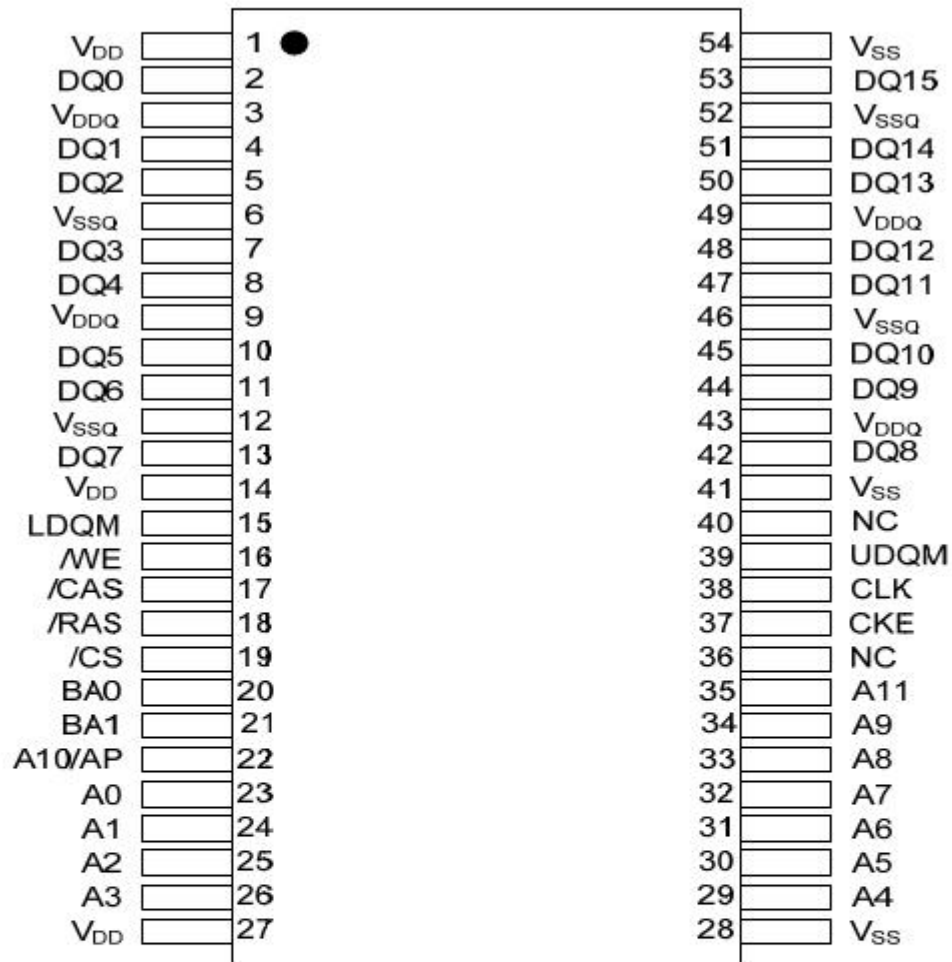 VDD 1 54 VSS
DQ0 2 53 DQ15
VDDQ 3 52 VSSQ
DQ1 4 51 DQ14
DQ2 5 50 DQ13
VSSQ 6 49 VDDQ
DQ3 7 48 DQ12
DQ4 8 47 DQ11
VDDQ 9 46 VSSQ
DQ5 10 45 DQ10
DQ6 11 44 DQ9
VSSQ 12 43 VDDQ
DQ7 13 42 DQ8
VDD 14 41 VSS
LDQM 15 40 NC
/WE 16 39 UDQM
/CAS 17 38 CLK
/RAS 18 37 CKE
/CS 19 36 NC
BA0 20 35 A11
BA1 21 34 A9
A10/AP 22 33 A8
A0 23 32 A7
A1 24 31 A6
A2 25 30 A5
A3 26 29 A4
VDD 27 28 VSS